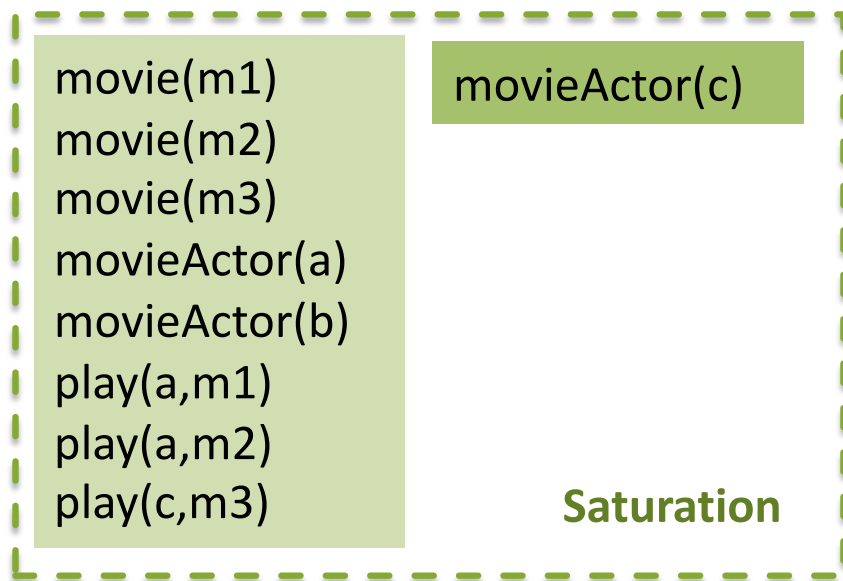 movie(m1)
movie(m2)
movie(m3)
movieActor(a)
movieActor(b)
play(a,m1)
play(a,m2)
play(c,m3)
movieActor(c)
Saturation